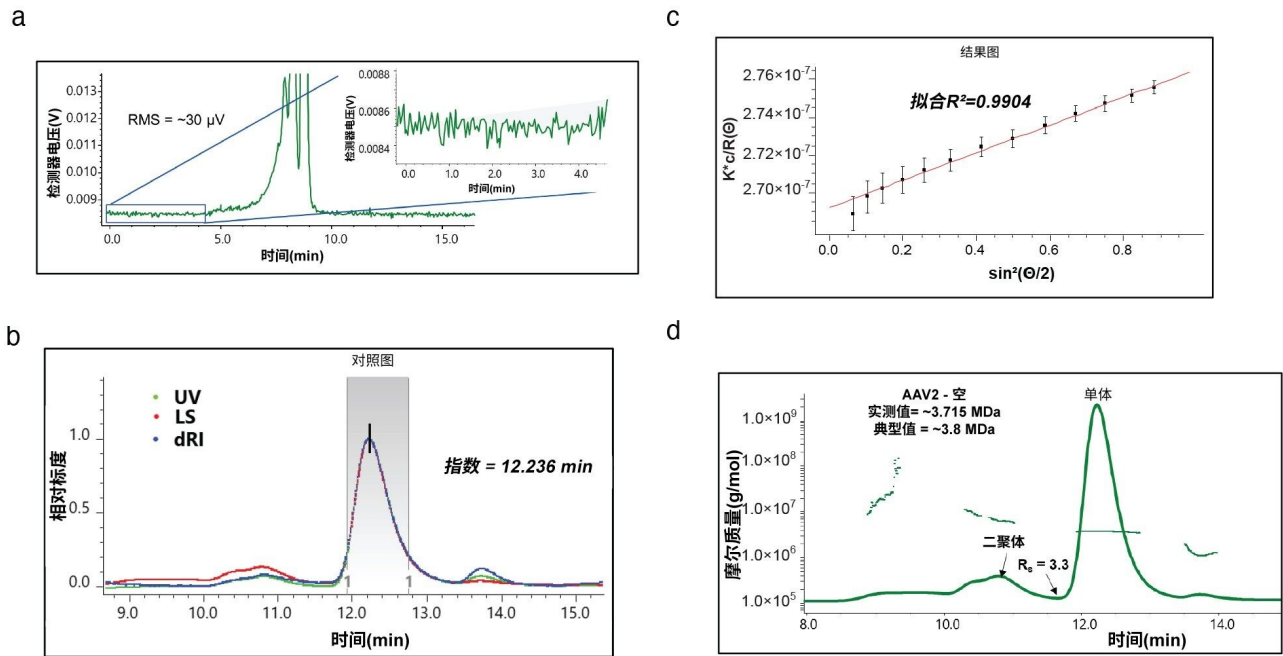 a
检测器电压(V)
0.013
0.012
0.011
0.010
0.009
RMS = ~30 μV
0.0
5.0
10.0
15.0
时间(min)
检测器电压(V)
0.0088
0.0086
0.0084
0.0
1.0
2.0
3.0
4.0
时间(min)
b
对照图
相对标度
1.0
0.5
0.0
UV
LS
dRI
指数 = 12.236 min
1
1
9.0
10.0
11.0
12.0
13.0
14.0
15.0
时间(min)
c
结果图
K*c/R(Θ)
2.76×10⁻⁷
2.74×10⁻⁷
2.72×10⁻⁷
2.70×10⁻⁷
拟合R²=0.9904
0.0
0.2
0.4
0.6
0.8
sin²(Θ/2)
d
摩尔质量(g/mol)
1.0×10⁹
1.0×10⁸
1.0×10⁷
1.0×10⁶
1.0×10⁵
AAV2 - 空
实测值= ~3.715 MDa
典型值 = ~3.8 MDa
单体
二聚体
Rₛ = 3.3
8.0
10.0
12.0
14.0
时间(min)